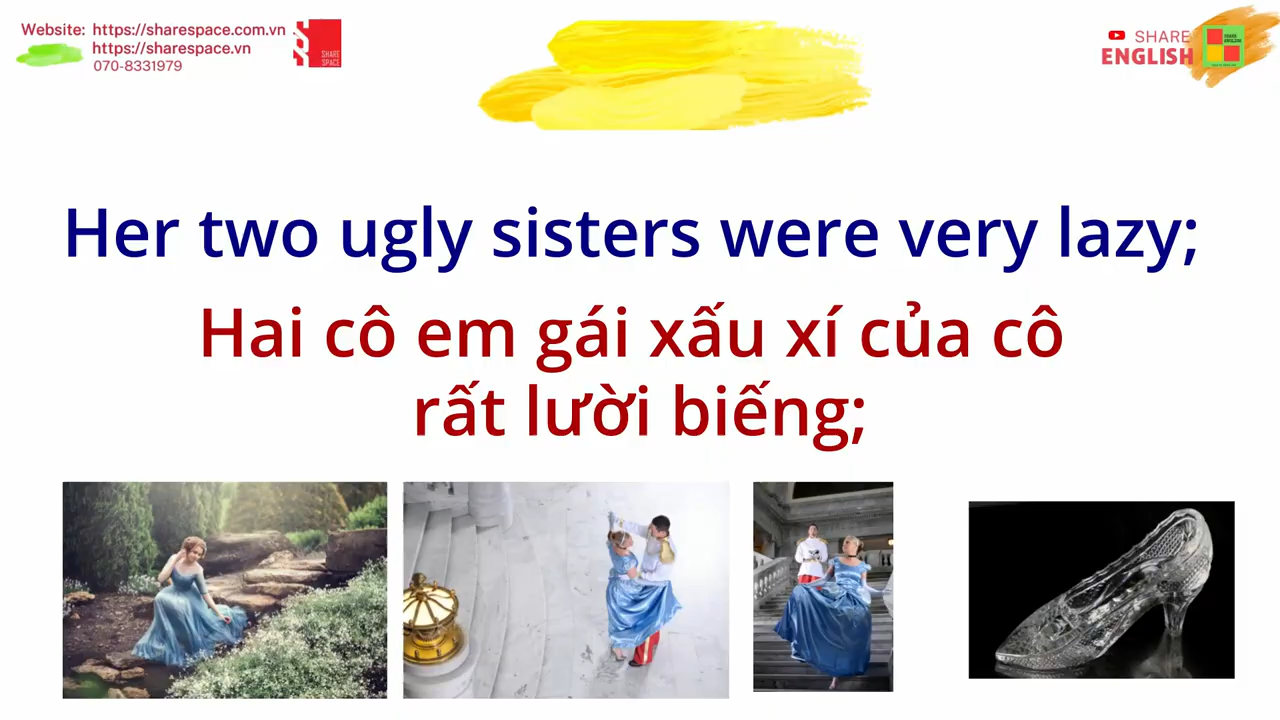 Website: https://sharespace.com.vn
https://sharespace.vn
070-8331979
SHARE
SPACE
SHARE
ENGLISH
Her two ugly sisters were very lazy;
Hai cô em gái xấu xí của cô
rất lười biếng;